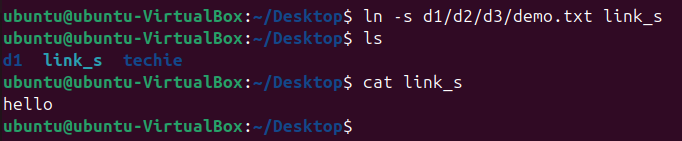 ubuntu@ubuntu-VirtualBox:~/Desktop$ ln -s d1/d2/d3/demo.txt link_s
ubuntu@ubuntu-VirtualBox:~/Desktop$ ls
d1  link_s  techie
ubuntu@ubuntu-VirtualBox:~/Desktop$ cat link_s
hello
ubuntu@ubuntu-VirtualBox:~/Desktop$